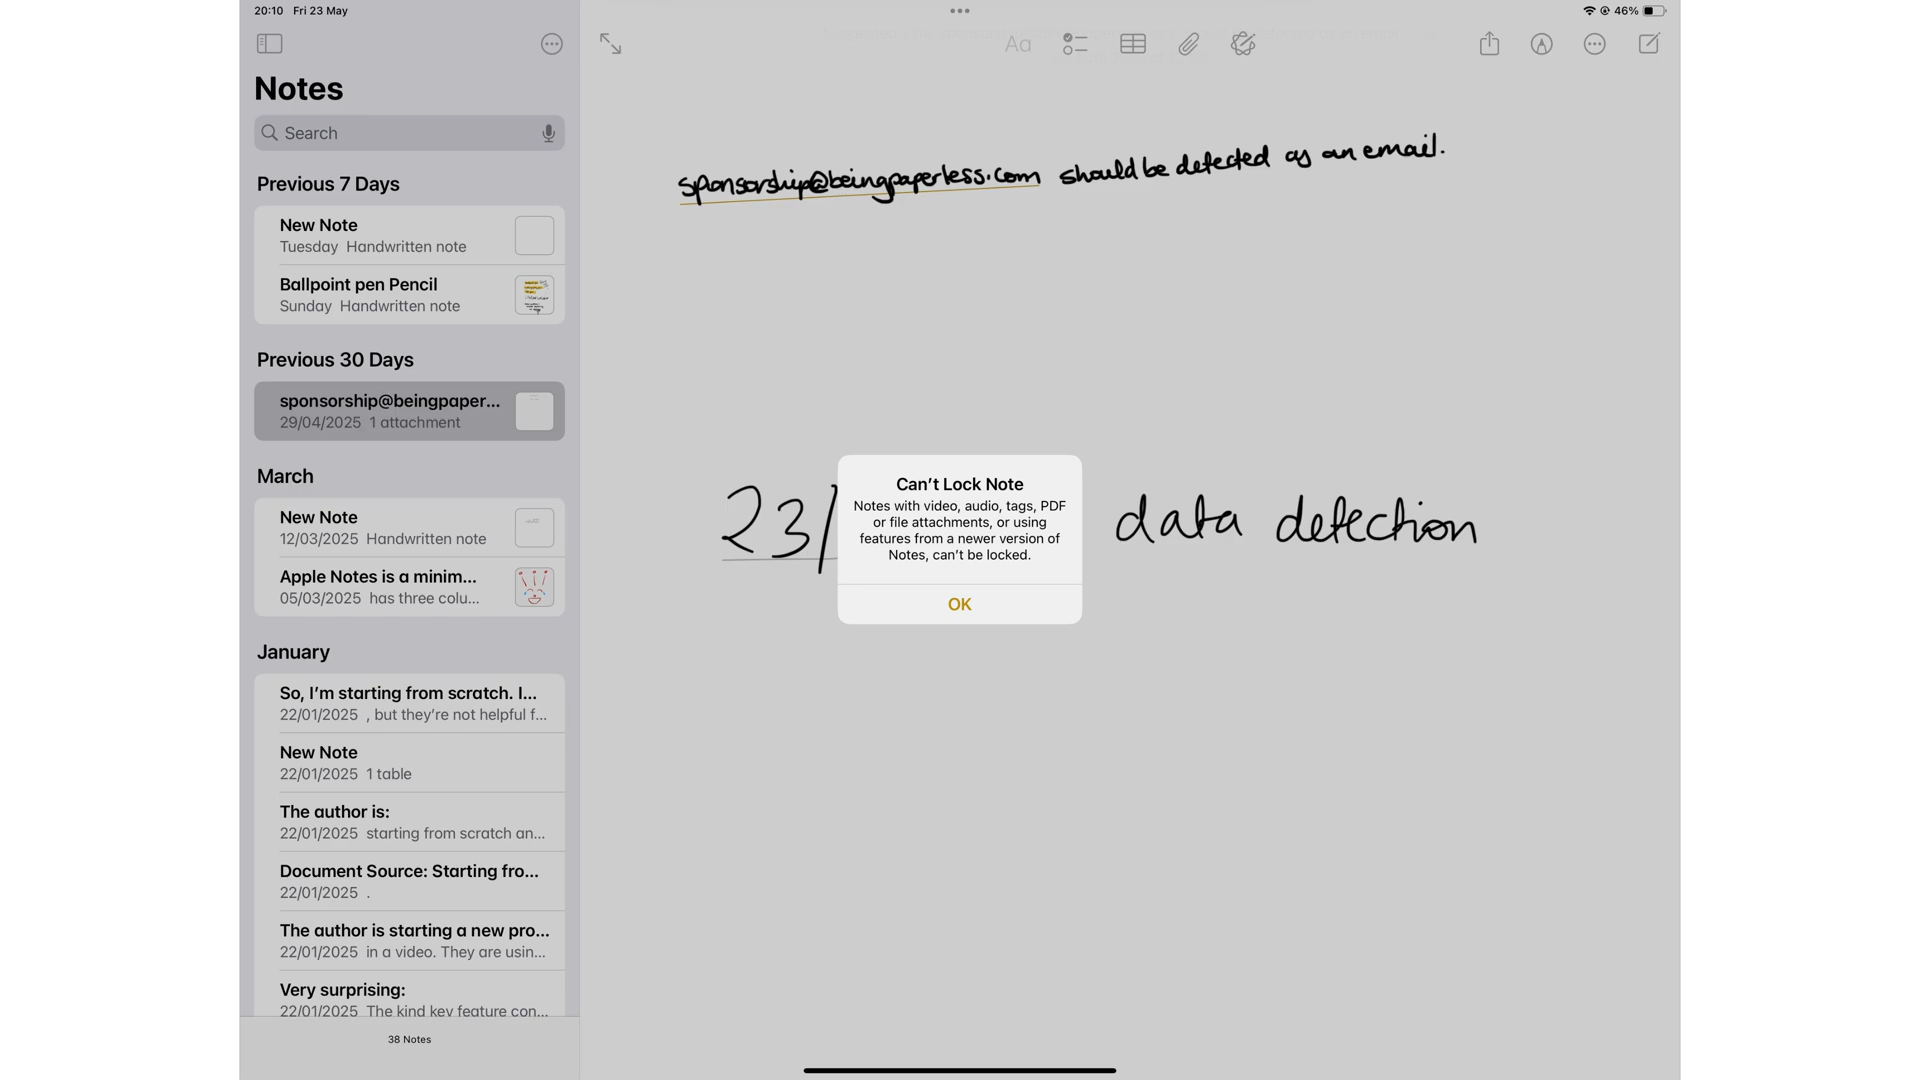 20:10 Fri 23 May
46%
Notes
Aa
Search
sponsorship@beingpaperless.com should be detected as an email.
Previous 7 Days
New Note
Tuesday Handwritten note
Ballpoint pen Pencil
Sunday Handwritten note
Previous 30 Days
sponsorship@beingpaper...
29/04/2025 1 attachment
March
New Note
12/03/2025 Handwritten note
Apple Notes is a minim...
05/03/2025 has three colu...
23/ data detection
Can't Lock Note
Notes with video, audio, tags, PDF
or file attachments, or using
features from a newer version of
Notes, can't be locked.
OK
January
So, I'm starting from scratch. I...
22/01/2025 , but they're not helpful f...
New Note
22/01/2025 1 table
The author is:
22/01/2025 starting from scratch an...
Document Source: Starting fro...
22/01/2025 .
The author is starting a new pro...
22/01/2025 in a video. They are usin...
Very surprising:
22/01/2025 The kind key feature con...
38 Notes